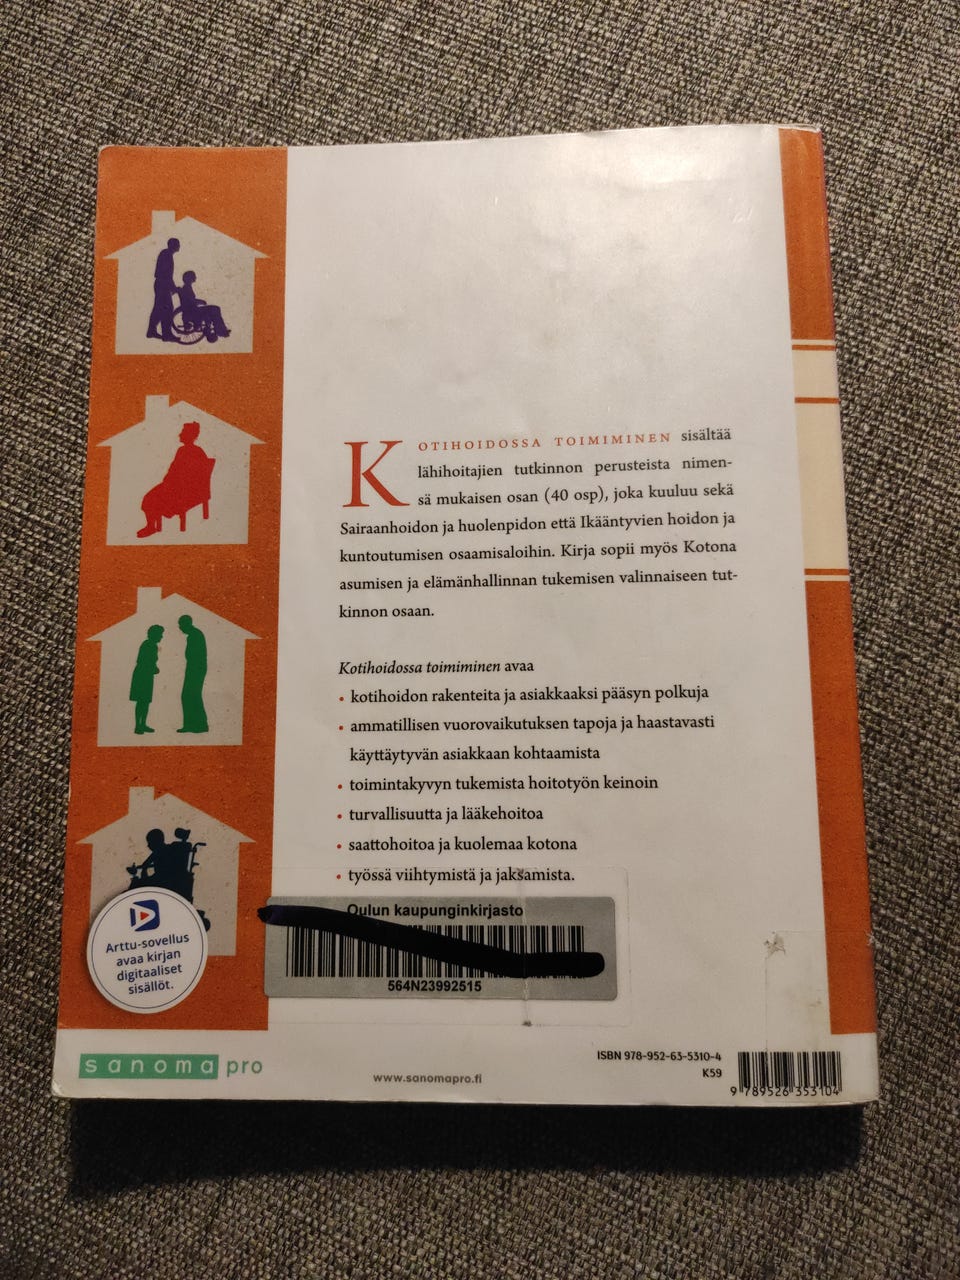 KOTIHOIDOSSA TOIMIMINEN sisältää
lähihoitajien tutkinnon perusteista nimen-
sä mukaisen osan (40 osp), joka kuuluu sekä
Sairaanhoidon ja huolenpidon että Ikääntyvien hoidon ja
kuntoutumisen osaamisaloihin. Kirja sopii myös Kotona
asumisen ja elämänhallinnan tukemisen valinnaiseen tut-
kinnon osaan.
Kotihoidossa toimiminen avaa
• kotihoidon rakenteita ja asiakkaaksi pääsyn polkuja
• ammatillisen vuorovaikutuksen tapoja ja haastavasti
käyttäytyvän asiakkaan kohtaamista
• toimintakyvyn tukemista hoitotyön keinoin
• turvallisuutta ja lääkehoitoa
• saattohoitoa ja kuolemaa kotona
• työssä viihtymistä ja jaksamista.
Oulun kaupunginkirjasto
564N23992515
Arttu-sovellus
avaa kirjan
digitaaliset
sisällöt.
sanoma pro
www.sanomapro.fi
ISBN 978-952-63-5310-4
K59
9 789526 353104